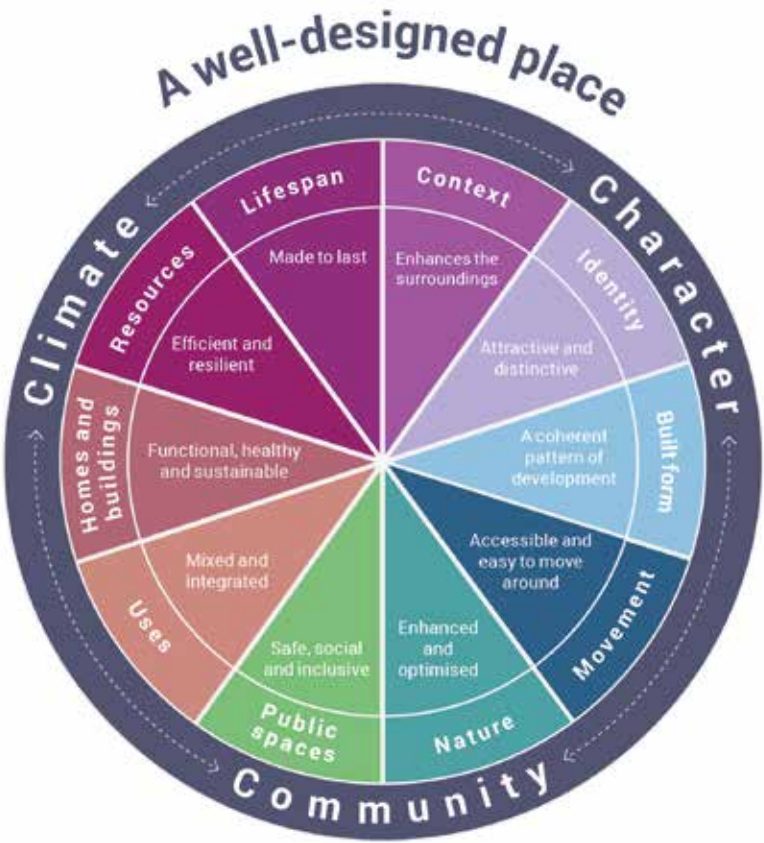 A well-designed place
Climate
Character
Community
Context
Enhances the
surroundings
Identity
Attractive and
distinctive
Built form
A coherent
pattern of
development
Movement
Accessible and
easy to move
around
Nature
Enhanced
and
optimised
Public
spaces
Safe, social
and inclusive
Uses
Mixed and
integrated
Homes and
buildings
Functional, healthy
and sustainable
Resources
Efficient and
resilient
Lifespan
Made to last